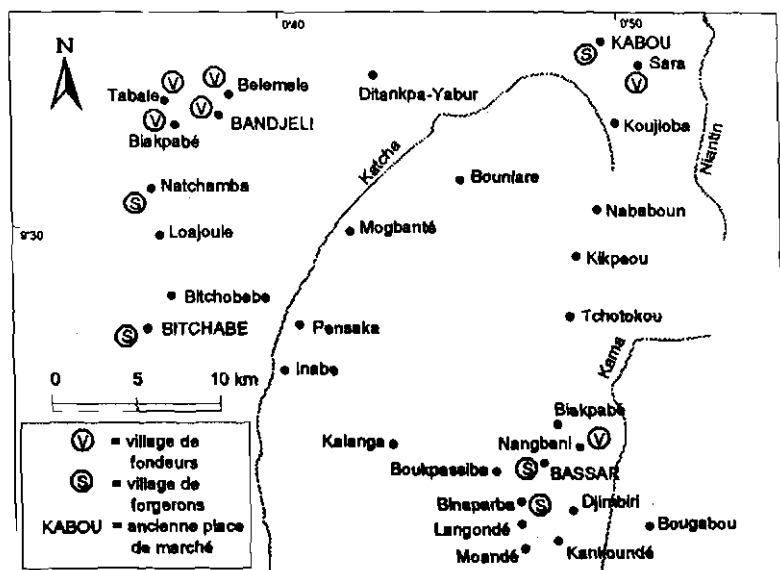 0°40
0°50
N
KABOU
S
Sara
V
V
V
Belemele
Tabale
Ditankpa-Yabur
V
BANDJELI
V
Biakpabé
Koujioba
Katcha
Niantin
Natchamba
S
Bouniare
Nababoun
9°30
Loajoule
Mogbanté
Kikpeou
Bitchobebe
BITCHABE
S
Pensaka
Tchotokou
Inabe
Kama
0 5 10 km
Biakpabé
V = village de
fondeurs
Kalanga
Nangbani
V
Boukpassiba
S
BASSAR
S = village de
forgerons
Binaparba
S
Djimbiri
KABOU = ancienne place
de marché
Langondé
Bougabou
Moandé
Kankoundé